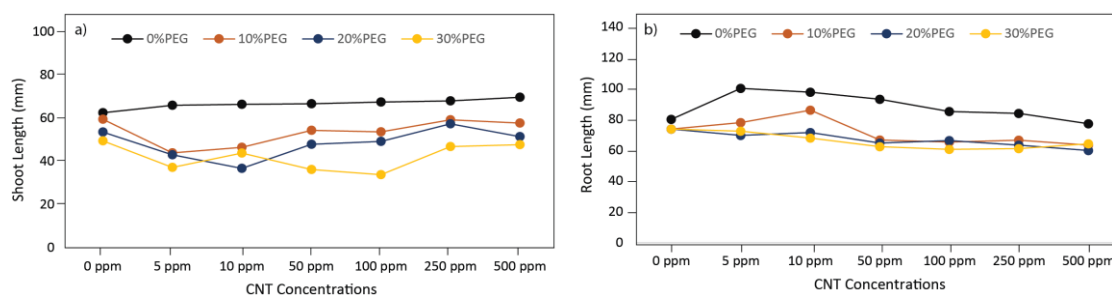 a)
0%PEG 10%PEG 20%PEG 30%PEG
100
80
60
40
20
0
Shoot Length (mm)
0 ppm 5 ppm 10 ppm 50 ppm 100 ppm 250 ppm 500 ppm
CNT Concentrations
b)
0%PEG 10%PEG 20%PEG 30%PEG
140
120
100
80
60
40
20
0
Root Length (mm)
0 ppm 5 ppm 10 ppm 50 ppm 100 ppm 250 ppm 500 ppm
CNT Concentrations